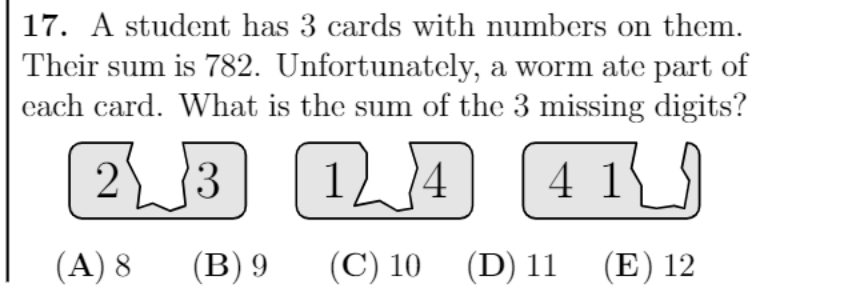 17. A student has 3 cards with numbers on them.
Their sum is 782. Unfortunately, a worm ate part of
each card. What is the sum of the 3 missing digits?
2 3 1 4 4 1
(A) 8 (B) 9 (C) 10 (D) 11 (E) 12